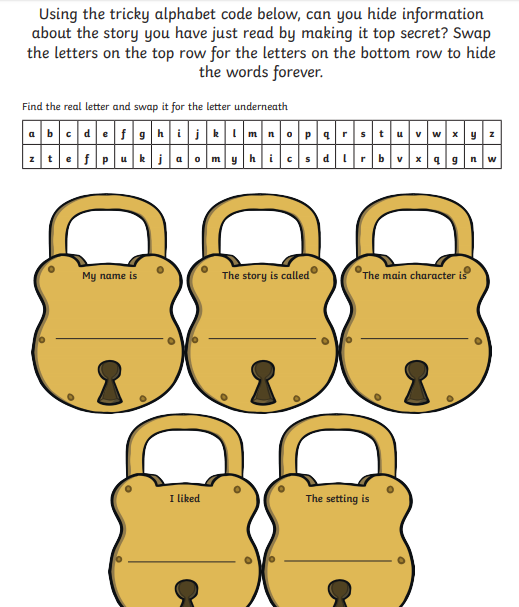 Using the tricky alphabet code below, can you hide information
about the story you have just read by making it top secret? Swap
the letters on the top row for the letters on the bottom row to hide
the words forever.
Find the real letter and swap it for the letter underneath
a b c d e f g h i j k l m n o p q r s t u v w x y z
z t e f p u k j a o m y h i c s d l r b v x q g n w
My name is
The story is called
The main character is
I liked
The setting is